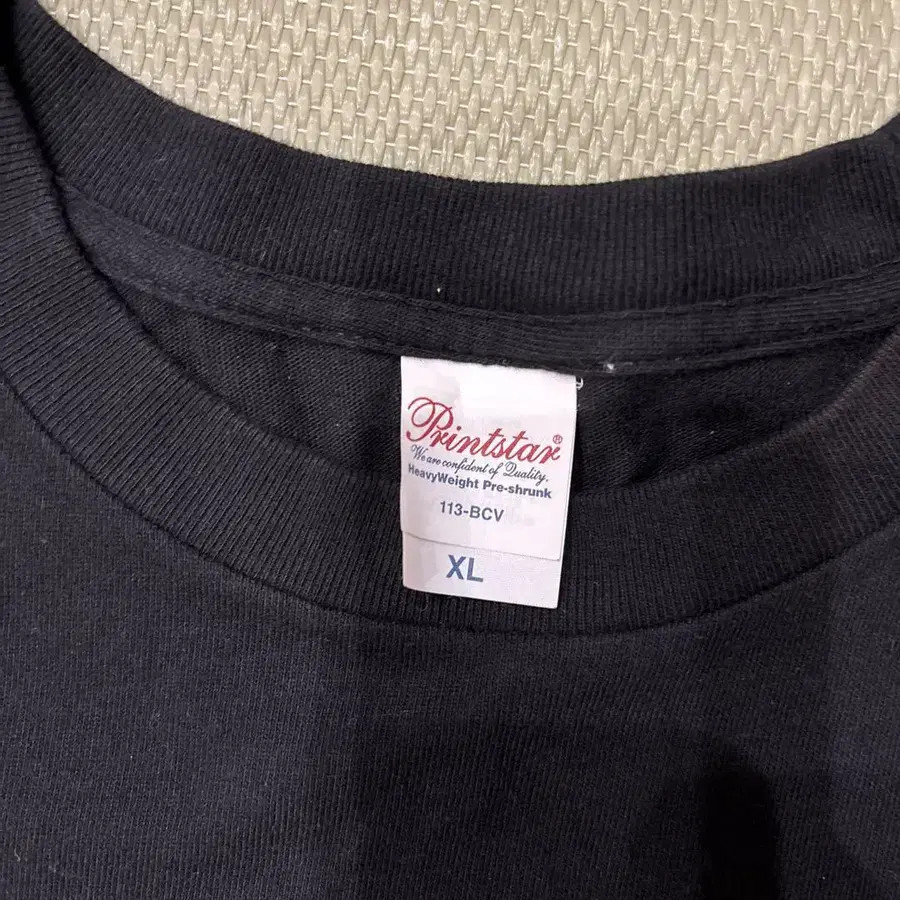 Printstar®
We are confident of Quality.
HeavyWeight Pre-shrunk
113-BCV
XL